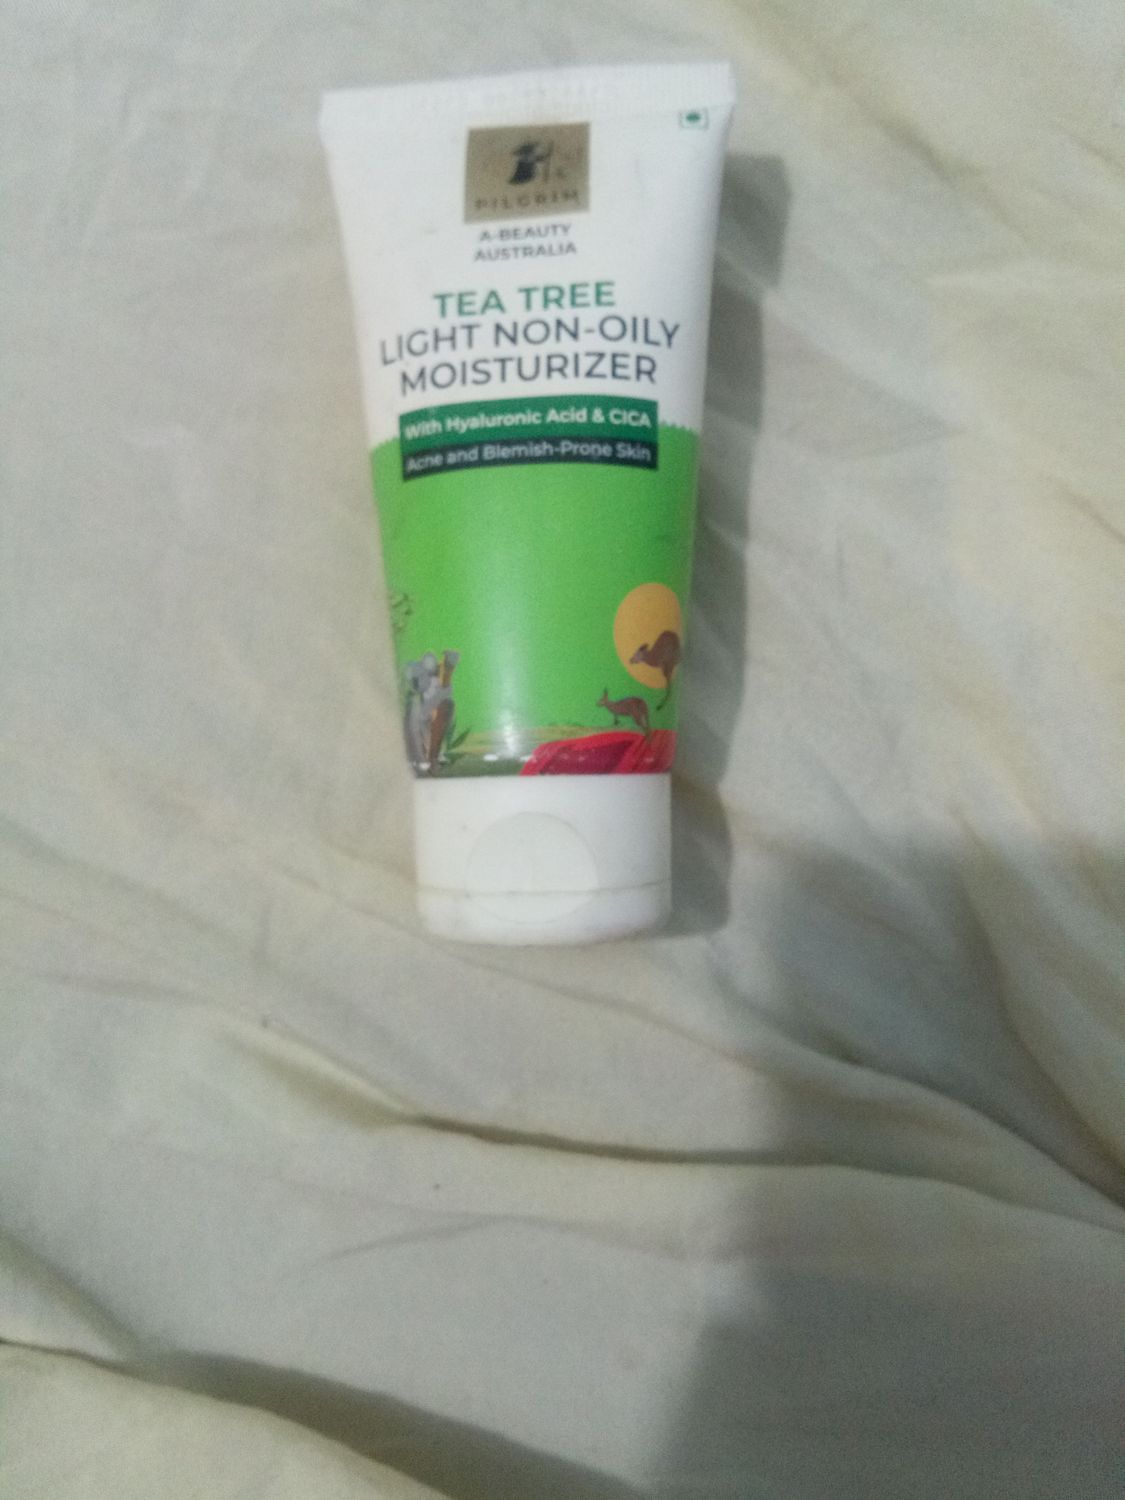 PILGRIM
A-BEAUTY
AUSTRALIA
TEA TREE
LIGHT NON-OILY
MOISTURIZER
With Hyaluronic Acid & CICA
Acne and Blemish-Prone Skin